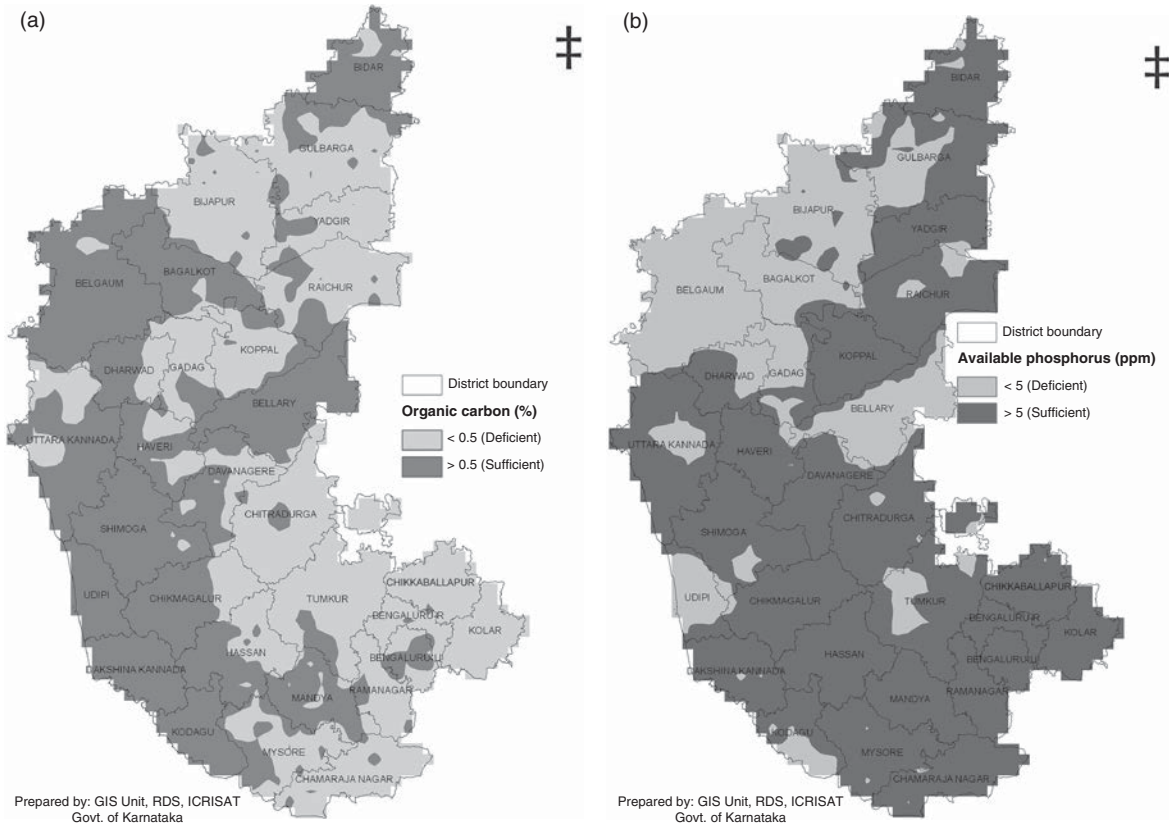 (a)
BIDAR
GULBARGA
BIJAPUR
YADGIR
BAGALKOT
BELGAUM
RAICHUR
KOPPAL
DHARWAD
GADAG
BELLARY
UTTARA KANNADA
HAVERI
DAVANAGERE
CHITRADURGA
SHIMOGA
CHIKKABALLAPUR
UDIPI
CHIKMAGALUR
TUMKUR
BENGALURU R
KOLAR
HASSAN
BENGALURU(U)
DAKSHINA KANNADA
MANDYA
RAMANAGAR
KODAGU
MYSORE
CHAMARAJA NAGAR
District boundary
Organic carbon (%)
< 0.5 (Deficient)
> 0.5 (Sufficient)
Prepared by: GIS Unit, RDS, ICRISAT
Govt. of Karnataka
(b)
BIDAR
GULBARGA
BIJAPUR
YADGIR
BAGALKOT
BELGAUM
RAICHUR
KOPPAL
DHARWAD
GADAG
BELLARY
UTTARA KANNADA
HAVERI
DAVANAGERE
CHITRADURGA
SHIMOGA
CHIKKABALLAPUR
UDIPI
CHIKMAGALUR
TUMKUR
BENGALURU R
KOLAR
HASSAN
BENGALURU(U)
DAKSHINA KANNADA
MANDYA
RAMANAGAR
KODAGU
MYSORE
CHAMARAJA NAGAR
District boundary
Available phosphorus (ppm)
< 5 (Deficient)
> 5 (Sufficient)
Prepared by: GIS Unit, RDS, ICRISAT
Govt. of Karnataka